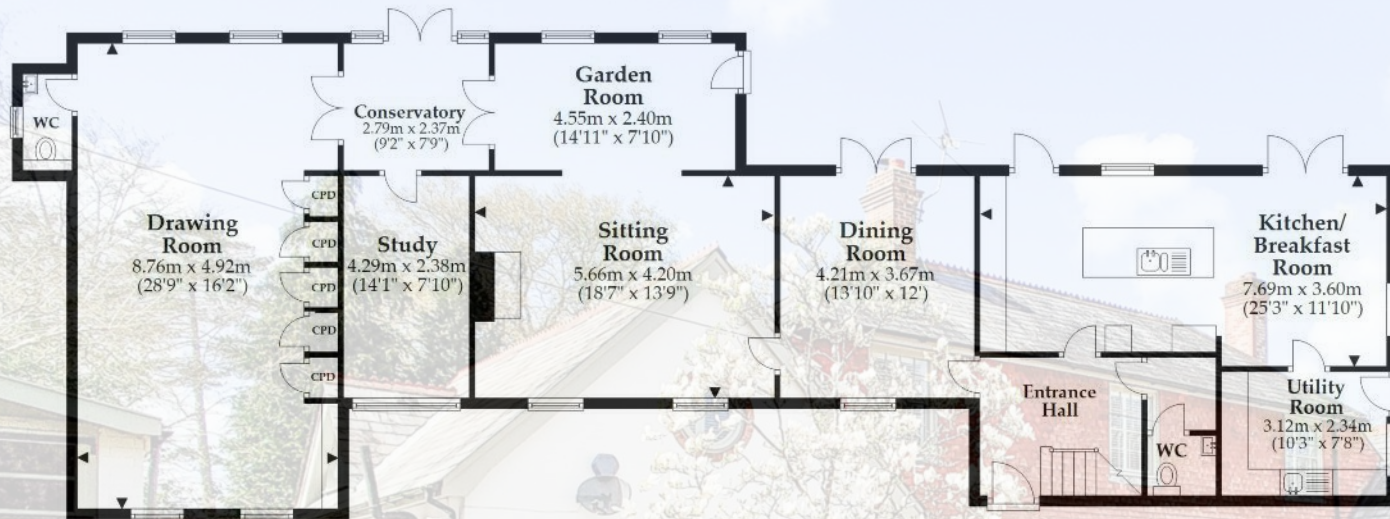 WC
Drawing
Room
8.76m x 4.92m
(28'9" x 16'2")
CPD
CPD
CPD
CPD
CPD
Conservatory
2.79m x 2.37m
(9'2" x 7'9")
Study
4.29m x 2.38m
(14'1" x 7'10")
Garden
Room
4.55m x 2.40m
(14'11" x 7'10")
Sitting
Room
5.66m x 4.20m
(18'7" x 13'9")
Dining
Room
4.21m x 3.67m
(13'10" x 12')
Kitchen/
Breakfast
Room
7.69m x 3.60m
(25'3" x 11'10")
Entrance
Hall
WC
Utility
Room
3.12m x 2.34m
(10'3" x 7'8")